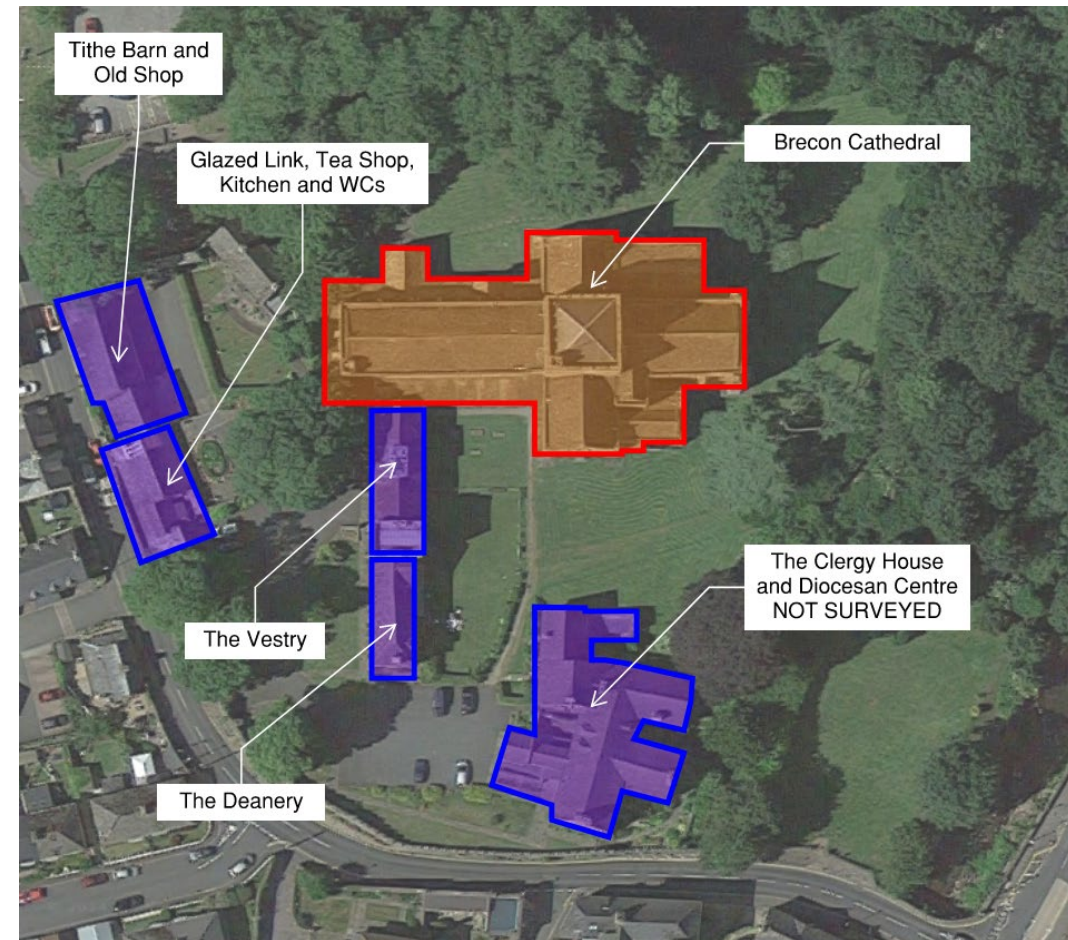 Tithe Barn and
Old Shop
Glazed Link, Tea Shop,
Kitchen and WCs
Brecon Cathedral
The Clergy House
and Diocesan Centre
NOT SURVEYED
The Vestry
The Deanery